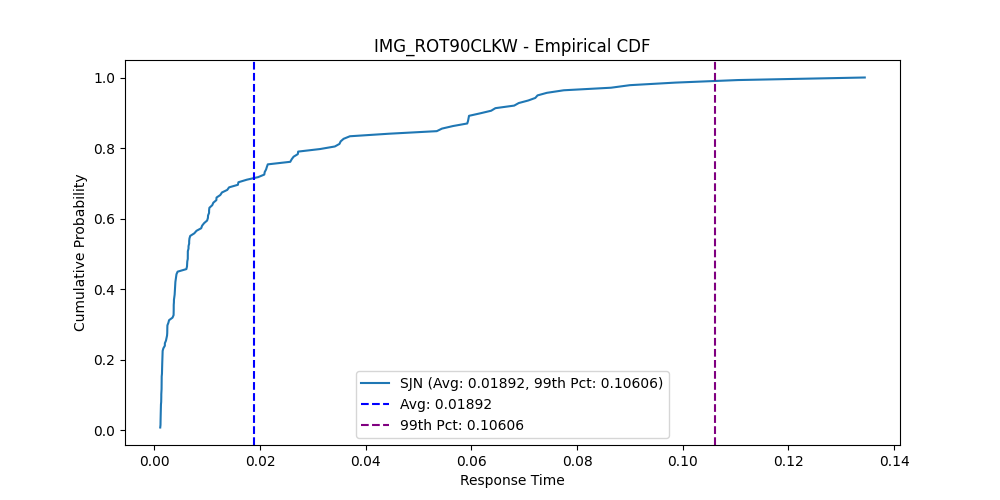 IMG_ROT90CLKW - Empirical CDF
1.0
0.8
0.6
0.4
0.2
0.0
Cumulative Probability
SJN (Avg: 0.01892, 99th Pct: 0.10606)
Avg: 0.01892
99th Pct: 0.10606
0.00 0.02 0.04 0.06 0.08 0.10 0.12 0.14
Response Time